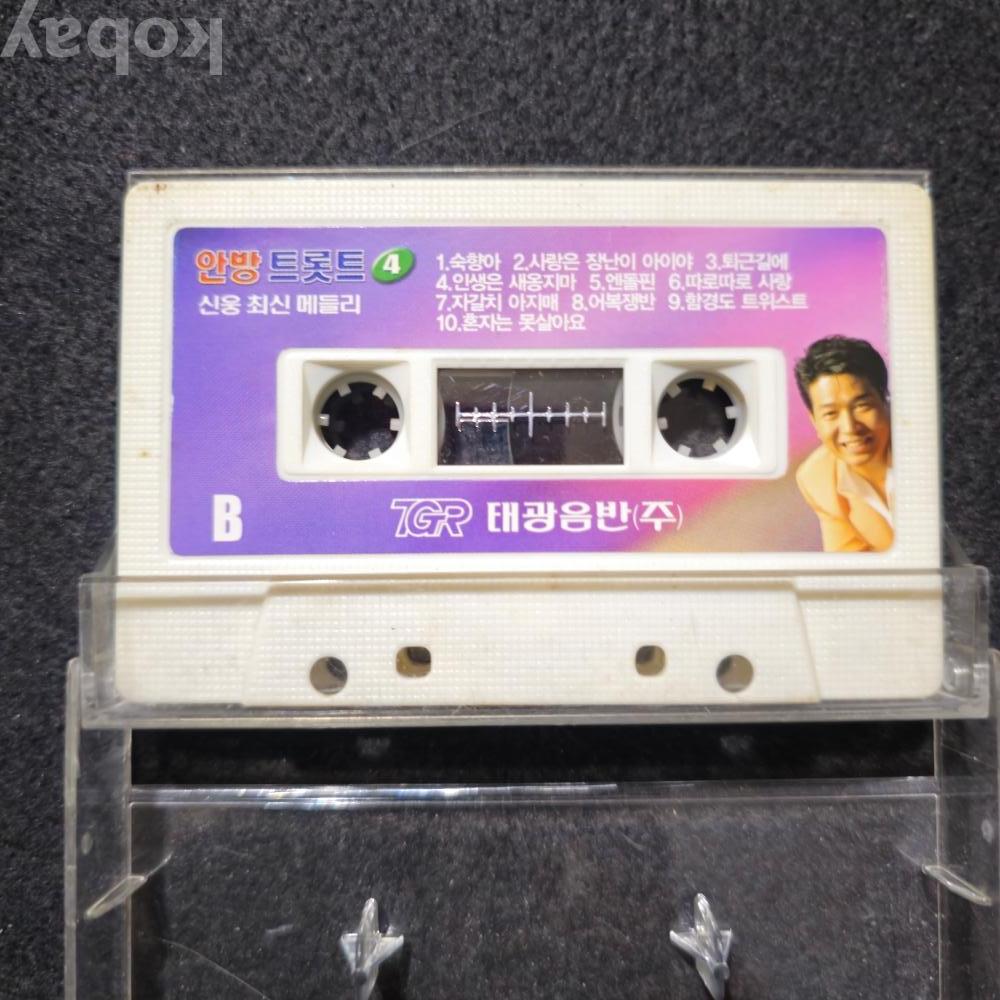 kobay
안방 트롯트 4
신웅 최신 메들리
1.숙향아 2.사랑은 장난이 아이야 3.퇴근길에
4.인생은 새옹지마 5.엔돌핀 6.따로따로 사랑
7.자갈치 아지매 8.어복쟁반 9.함경도 트위스트
10.혼자는 못살아요
B
TGR 태광음반(주)